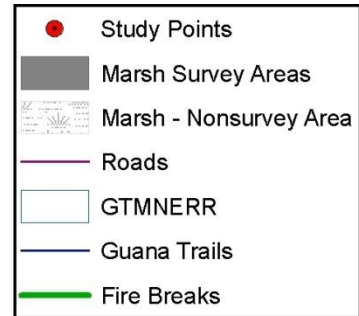 Study Points
Marsh Survey Areas
Marsh - Nonsurvey Area
Roads
GTMNERR
Guana Trails
Fire Breaks